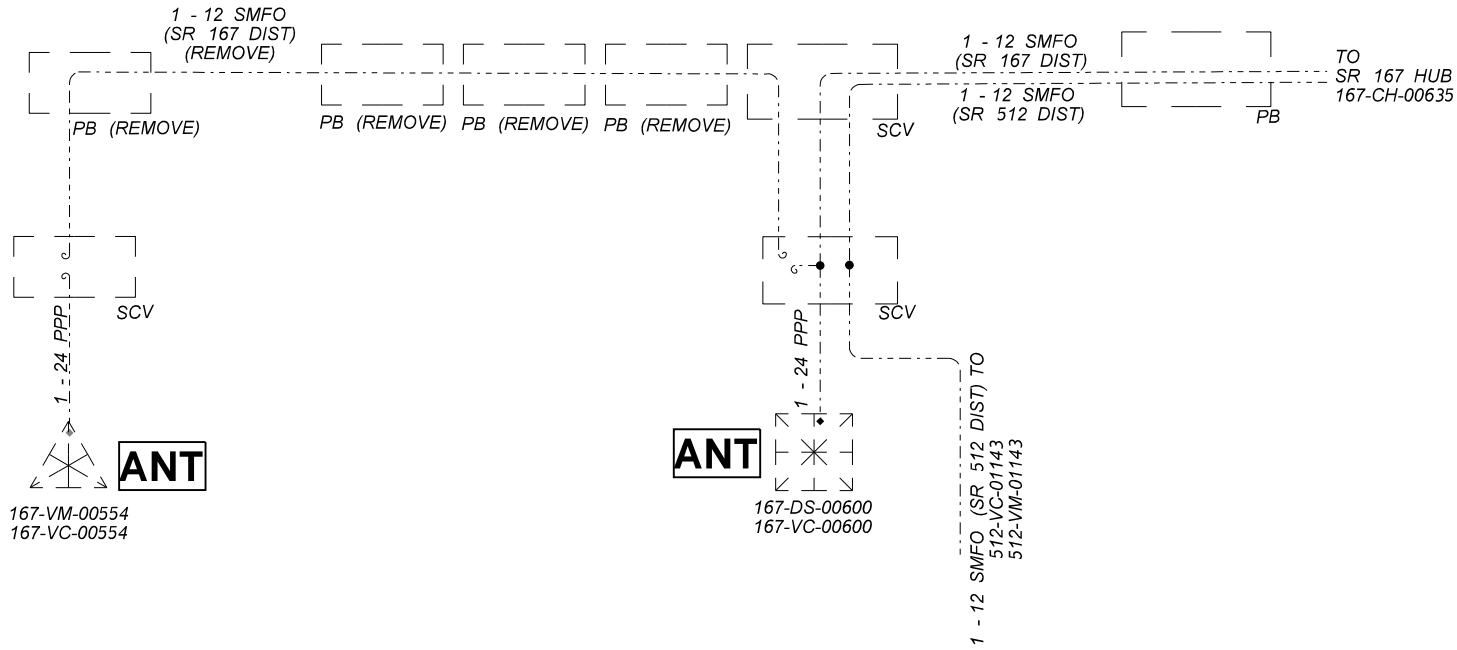 1 - 12 SMFO
(SR 167 DIST)
(REMOVE)
1 - 12 SMFO
(SR 167 DIST)
1 - 12 SMFO
(SR 512 DIST)
TO
SR 167 HUB
167-CH-00635
PB (REMOVE)
PB (REMOVE)
PB (REMOVE)
PB (REMOVE)
SCV
PB
SCV
SCV
1 - 24 PPP
1 - 24 PPP
ANT
ANT
167-VM-00554
167-VC-00554
167-DS-00600
167-VC-00600
1 - 12 SMFO (SR 512 DIST) TO
512-VC-01143
512-VM-01143